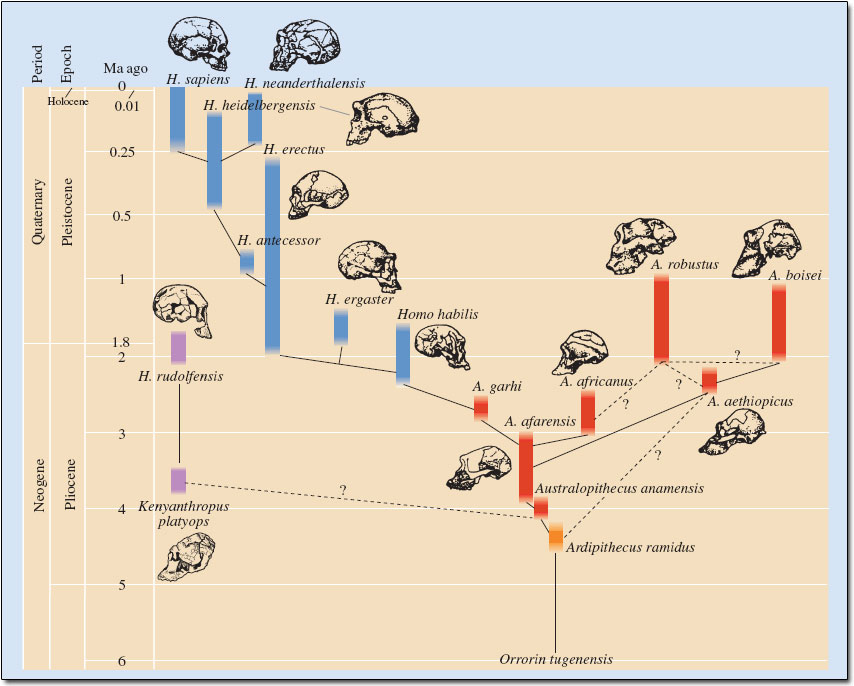 Period
Epoch
Ma ago
H. sapiens
H. neanderthalensis
0
Holocene
0.01
H. heidelbergensis
0.25
H. erectus
Quaternary
Pleistocene
0.5
H. antecessor
A. robustus
A. boisei
1
H. ergaster
Homo habilis
1.8
2
?
H. rudolfensis
A. garhi
A. africanus
?
?
A. aethiopicus
A. afarensis
3
?
Neogene
Pliocene
?
Australopithecus anamensis
Kenyanthropus
platyops
4
Ardipithecus ramidus
5
Orrorin tugenensis
6